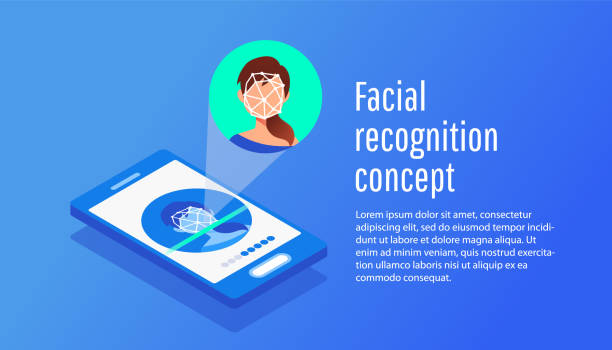 Facial
recognition
concept
Lorem ipsum dolor sit amet, consectetur
adipiscing elit, sed do eiusmod tempor
incididunt ut labore et dolore magna aliqua. Ut
enim ad minim veniam, quis nostrud exercita-
tion ullamco laboris nisi ut aliquip ex ea
commodo consequat.